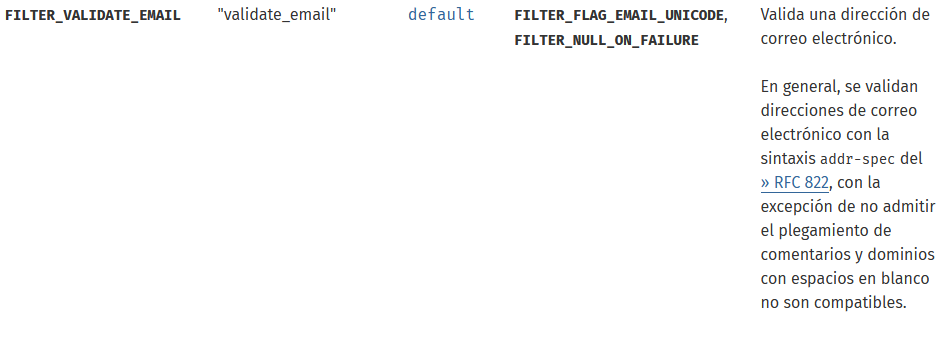 FILTER_VALIDATE_EMAIL
"validate_email"
default
FILTER_FLAG_EMAIL_UNICODE,
FILTER_NULL_ON_FAILURE
Valida una dirección de
correo electrónico.
En general, se validan
direcciones de correo
electrónico con la
sintaxis addr-spec del
» RFC 822, con la
excepción de no admitir
el plegamiento de
comentarios y dominios
con espacios en blanco
no son compatibles.